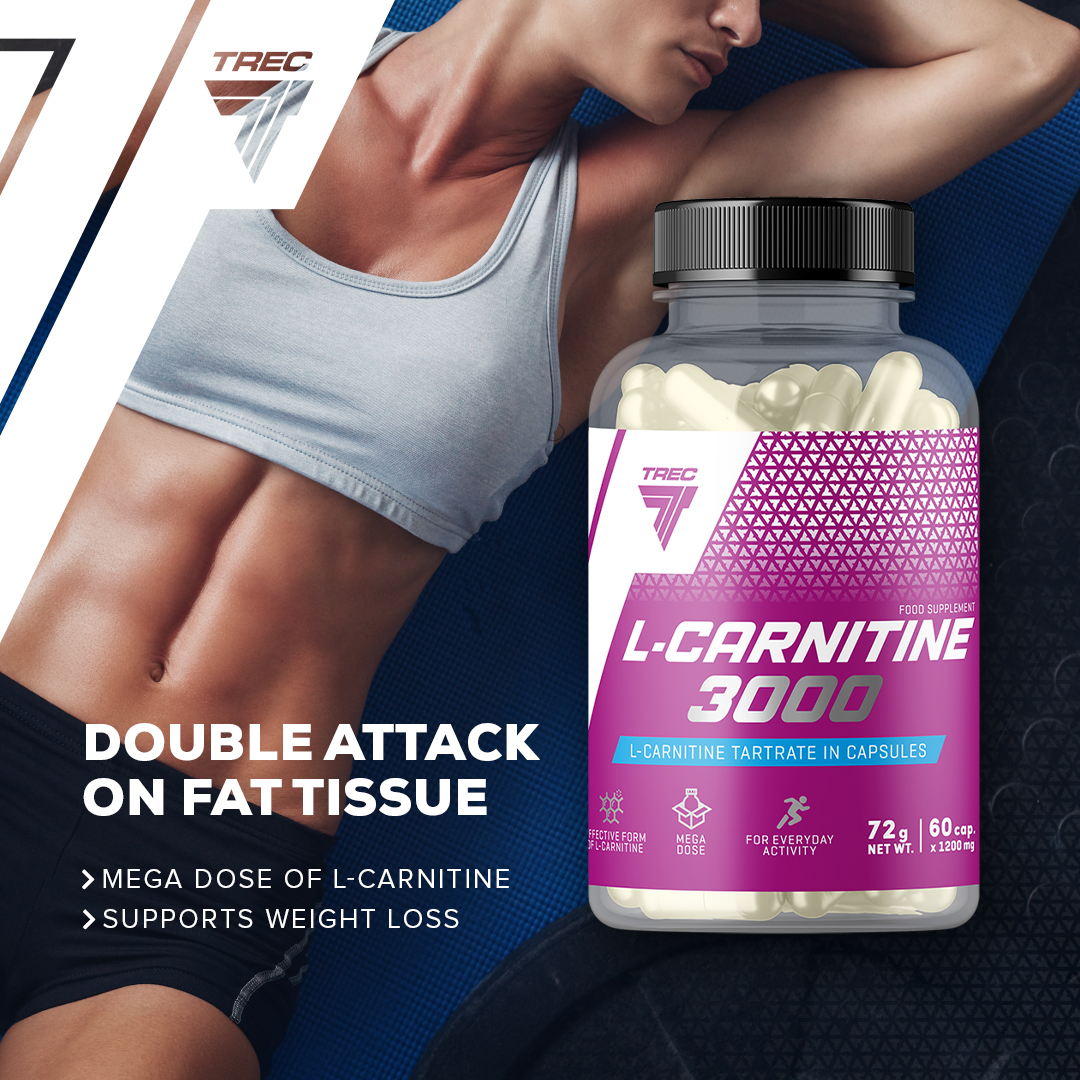 TREC
TREC
FOOD SUPPLEMENT
L-CARNITINE
3000
L-CARNITINE TARTRATE IN CAPSULES
EFFECTIVE FORM
OF L-CARNITINE
MEGA
DOSE
FOR EVERYDAY
ACTIVITY
72 g
NET WT.
60 cap.
x 1200 mg
DOUBLE ATTACK
ON FAT TISSUE
MEGA DOSE OF L-CARNITINE
SUPPORTS WEIGHT LOSS